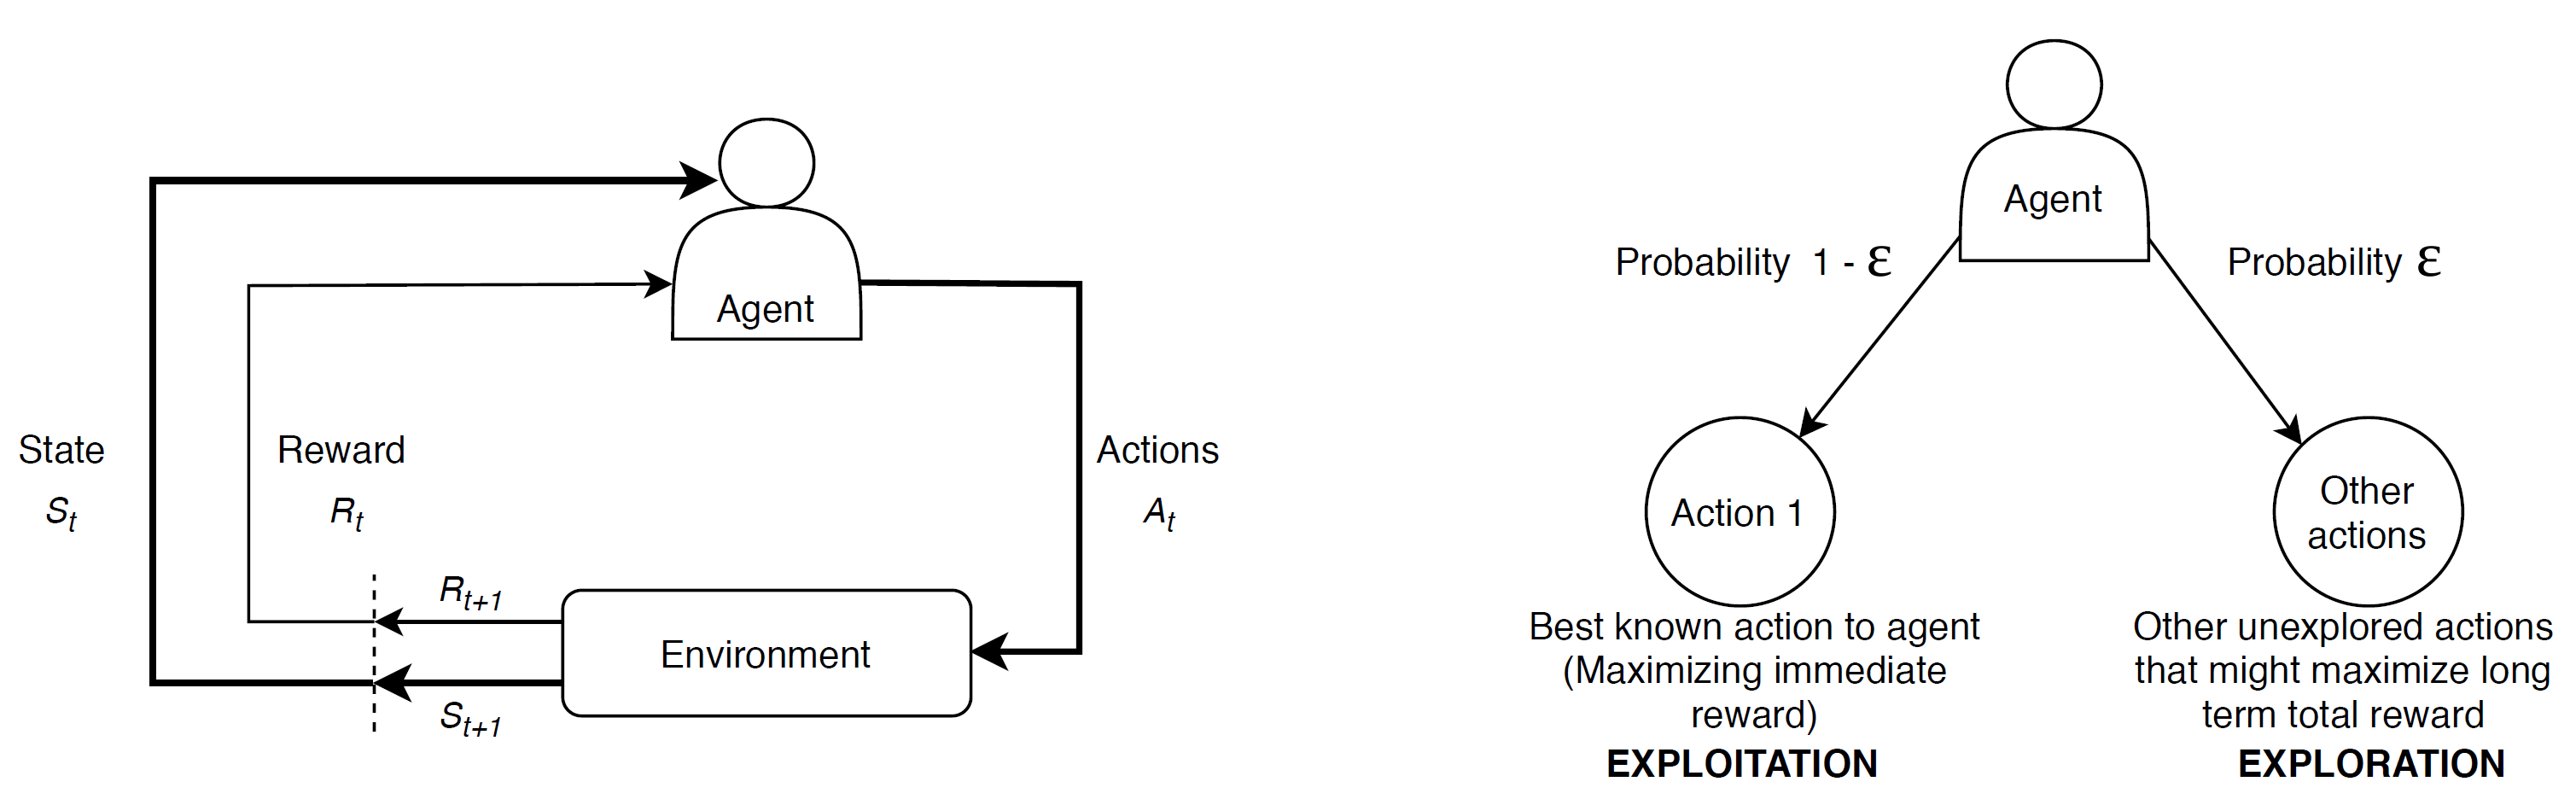 Agent
State
S_t
Reward
R_t
Actions
A_t
R_{t+1}
Environment
S_{t+1}
Agent
Probability 1 - ε
Probability ε
Action 1
Other
actions
Best known action to agent
(Maximizing immediate
reward)
EXPLOITATION
Other unexplored actions
that might maximize long
term total reward
EXPLORATION